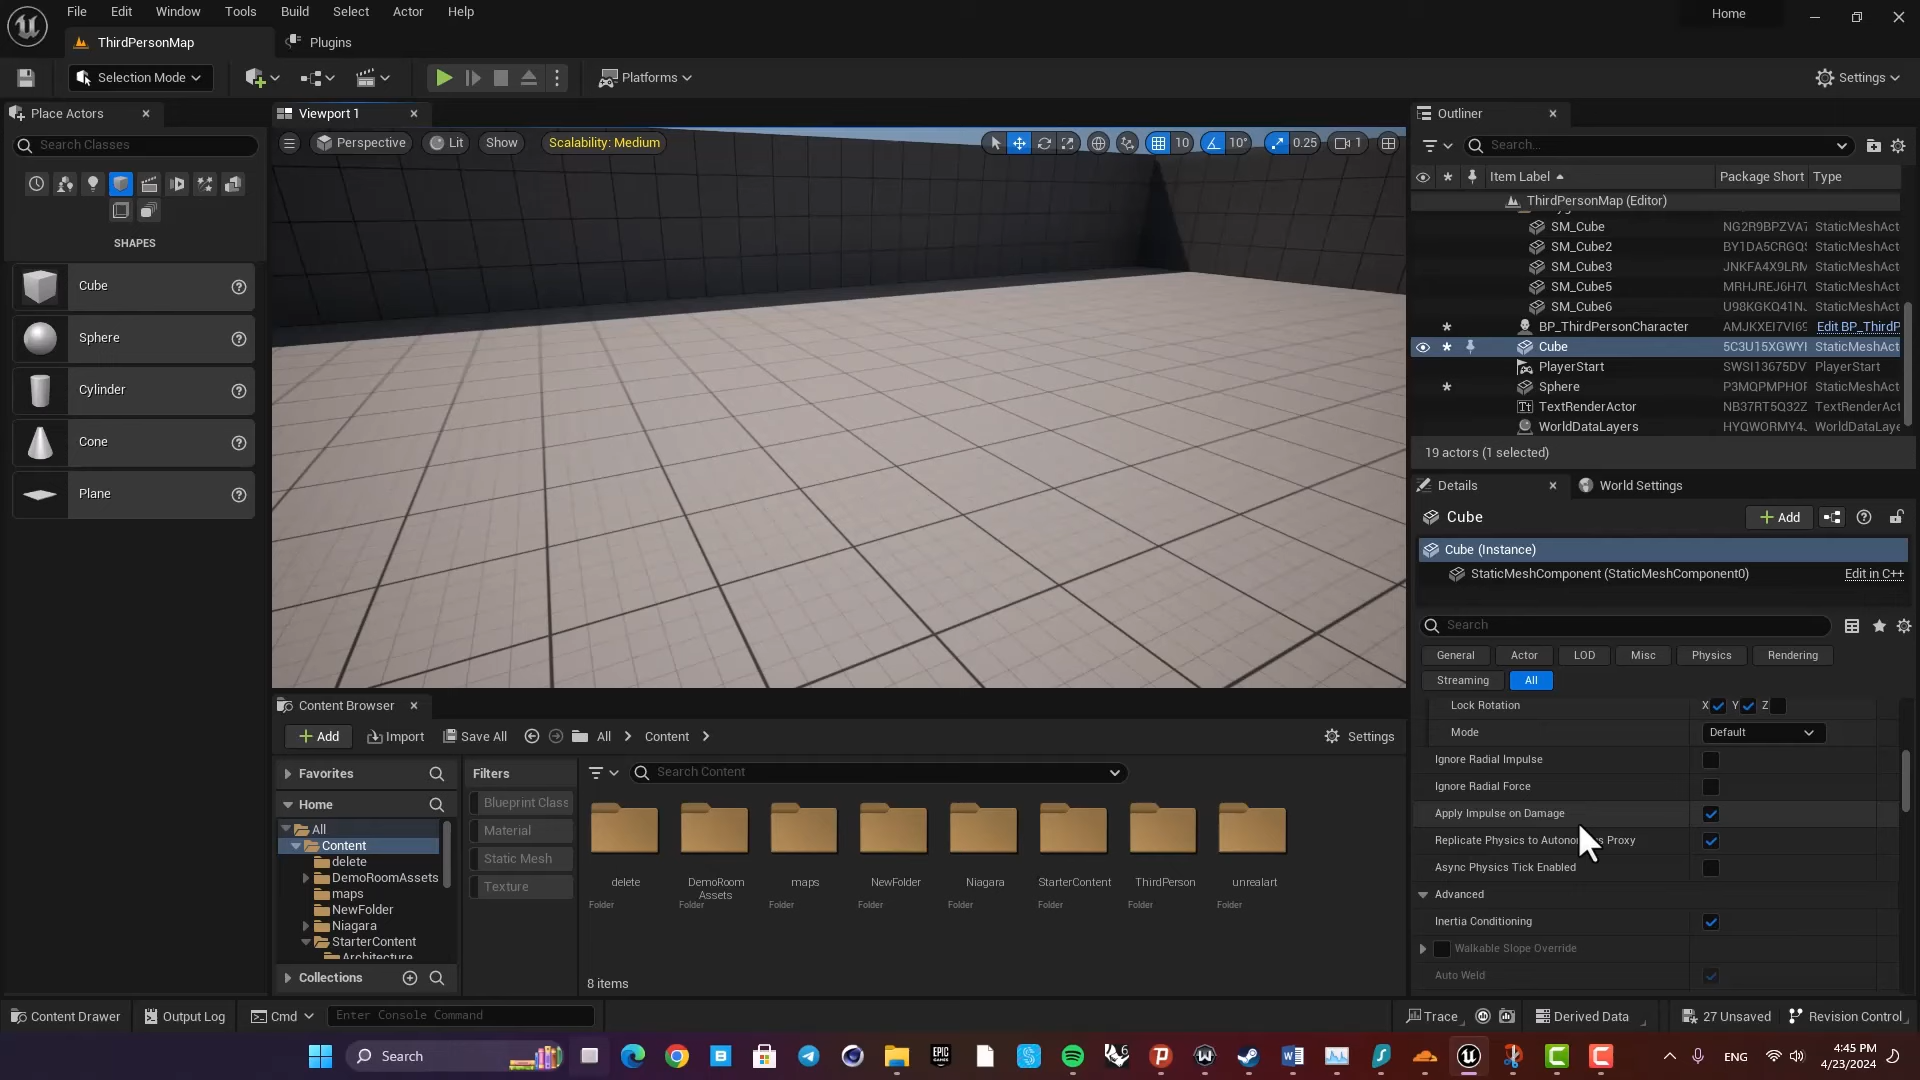 File Edit Window Tools Build Select Actor Help
Home
ThirdPersonMap
Plugins
Selection Mode
Platforms
Settings
Place Actors
Search Classes
SHAPES
Cube
Sphere
Cylinder
Cone
Plane
Viewport 1
Perspective Lit Show Scalability: Medium
10 10° 0.25 1
Outliner
Search...
Item Label Package Short Type
ThirdPersonMap (Editor)
SM_Cube NG2R9BPZVA7 StaticMeshAct
SM_Cube2 BY1DA5CRGQS StaticMeshAct
SM_Cube3 JNKFA4X9LRM StaticMeshAct
SM_Cube5 MRHJREJ6H7U StaticMeshAct
SM_Cube6 U98KGKQ41NJ StaticMeshAct
BP_ThirdPersonCharacter AMJKXEI7VI69 Edit BP_ThirdP
Cube 5C3U15XGWYI StaticMeshAct
PlayerStart SWSI13675DV PlayerStart
Sphere P3MQPMPHOF StaticMeshAct
TextRenderActor NB37RT5Q32Z TextRenderAct
WorldDataLayers HYQWORMY4J WorldDataLaye
19 actors (1 selected)
Details
World Settings
Cube
Add
Cube (Instance)
StaticMeshComponent (StaticMeshComponent0) Edit in C++
Search
General Actor LOD Misc Physics Rendering
Streaming All
Lock Rotation X Y Z
Mode Default
Ignore Radial Impulse
Ignore Radial Force
Apply Impulse on Damage
Replicate Physics to Autono s Proxy
Async Physics Tick Enabled
Advanced
Inertia Conditioning
Walkable Slope Override
Auto Weld
Content Browser
Add Import Save All All Content Settings
Favorites
Home
All
Content
delete
DemoRoomAssets
maps
NewFolder
Niagara
StarterContent
Architecture
Collections
Filters
Blueprint Class
Material
Static Mesh
Texture
Search Content
delete
Folder
DemoRoom
Assets
Folder
maps
Folder
NewFolder
Folder
Niagara
Folder
StarterContent
Folder
ThirdPerson
Folder
unrealart
Folder
8 items
Content Drawer Output Log Cmd Enter Console Command
Trace Derived Data 27 Unsaved Revision Control
Search
ENG
4:45 PM
4/23/2024